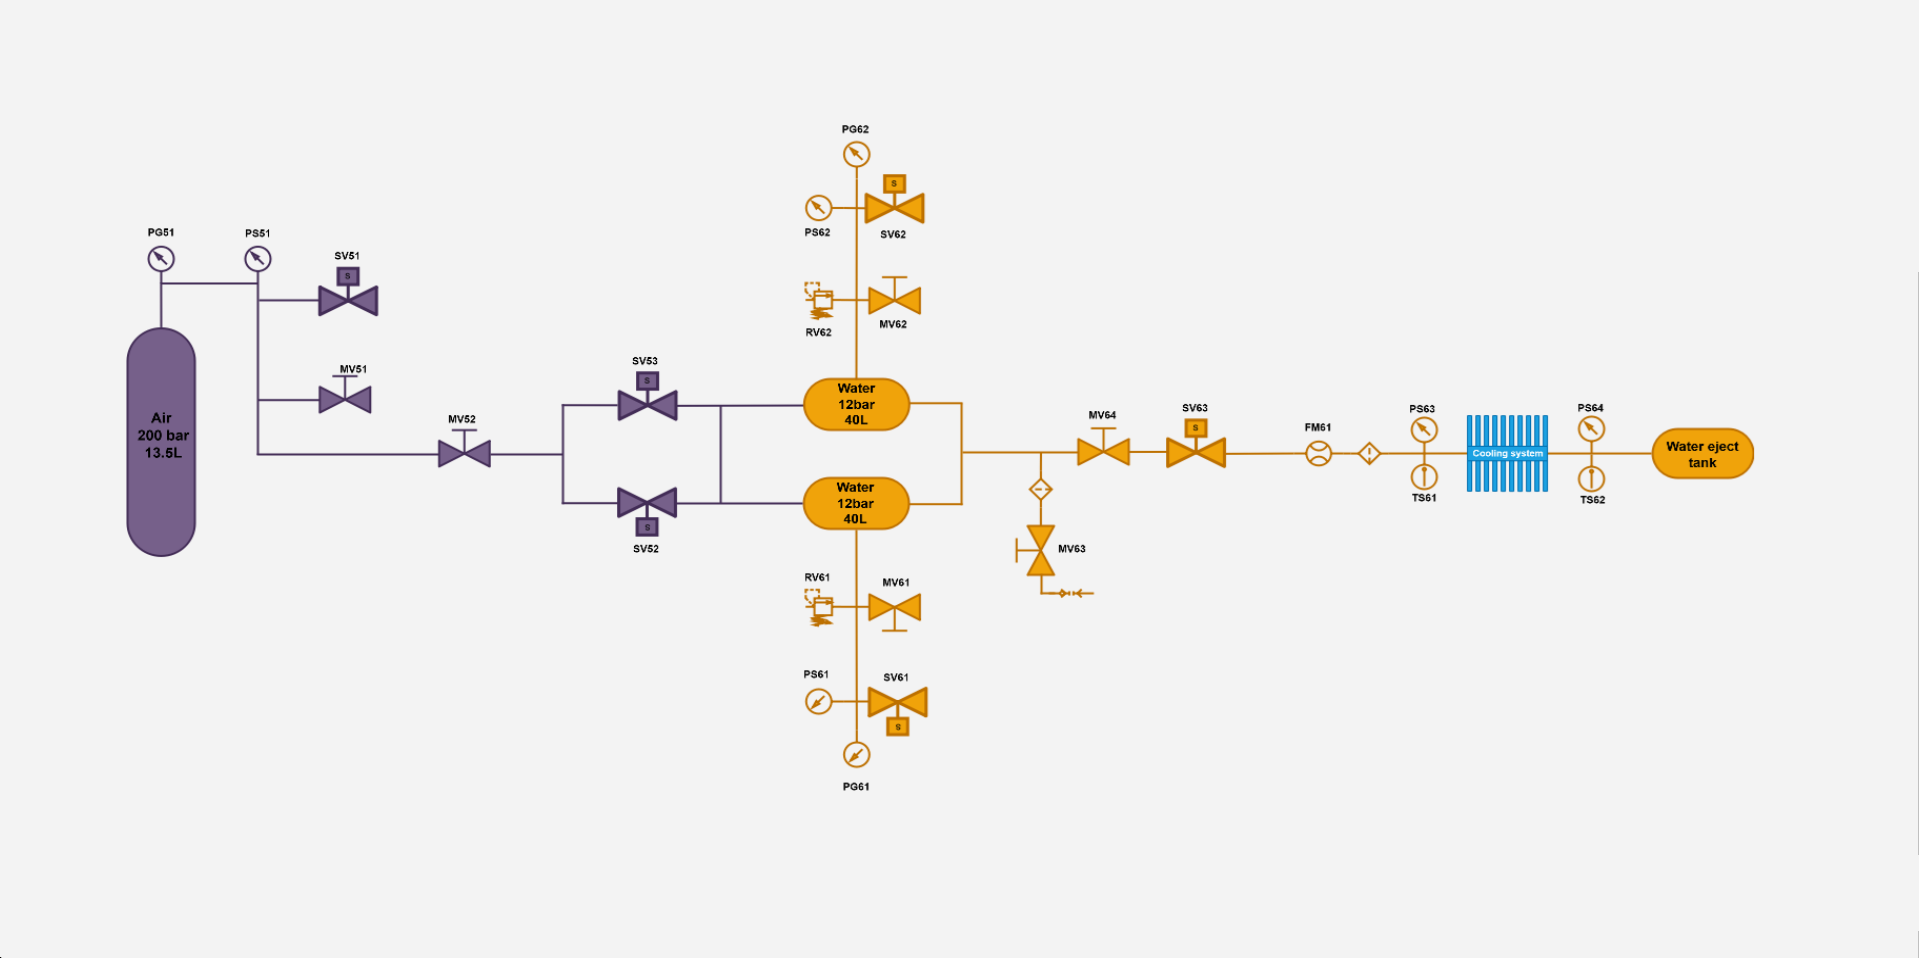 PG62
S
PS62
SV62
PG51
PS51
SV51
S
RV62
MV62
MV51
SV53
S
Air
200 bar
13.5L
MV52
Water
12bar
40L
MV64
SV63
S
FM61
PS63
PS64
Cooling system
Water eject
tank
TS61
TS62
Water
12bar
40L
S
SV52
MV63
RV61
MV61
PS61
SV61
S
PG61